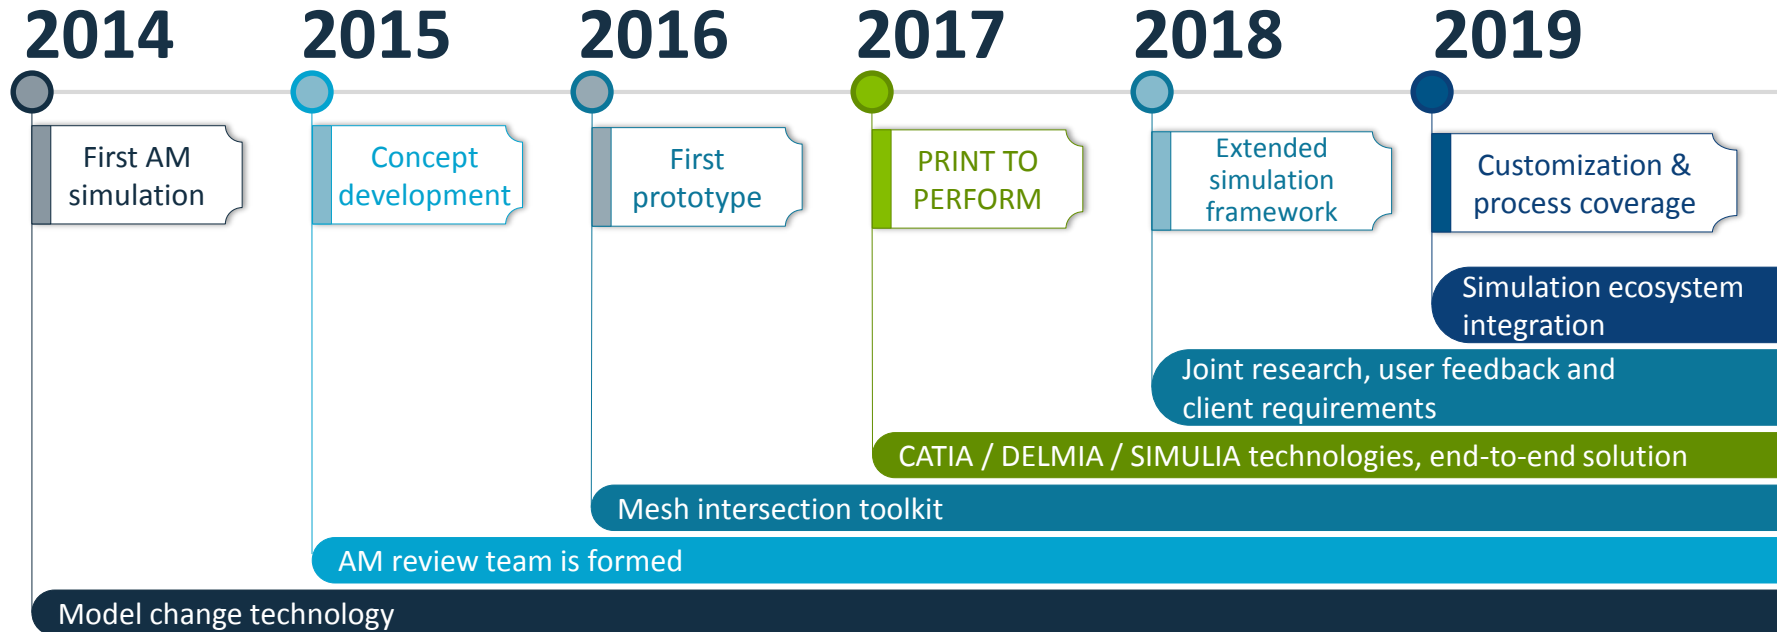 2014
2015
2016
2017
2018
2019
First AM
simulation
Concept
development
First
prototype
PRINT TO
PERFORM
Extended
simulation
framework
Customization &
process coverage
Simulation ecosystem
integration
Joint research, user feedback and
client requirements
CATIA / DELMIA / SIMULIA technologies, end-to-end solution
Mesh intersection toolkit
AM review team is formed
Model change technology